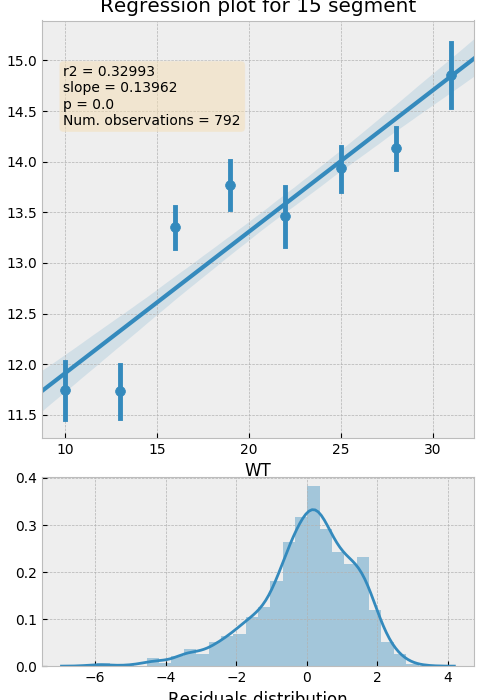 Regression plot for 15 segment
15.0
14.5
14.0
13.5
13.0
12.5
12.0
11.5
r2 = 0.32993
slope = 0.13962
p = 0.0
Num. observations = 792
10 15 20 25 30
WT
0.4
0.3
0.2
0.1
0.0
−6 −4 −2 0 2 4
Residuals distribution